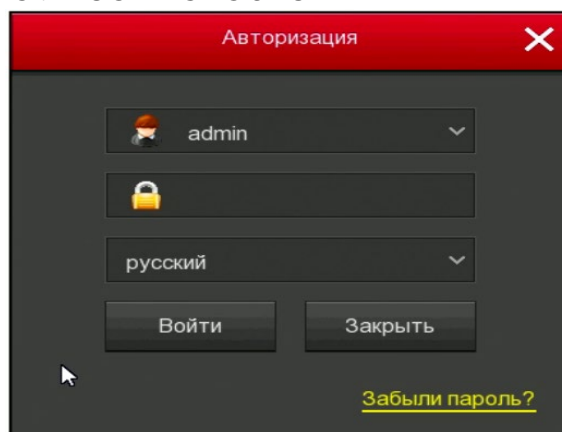 Авторизация
admin
русский
Войти Закрыть
Забыли пароль?